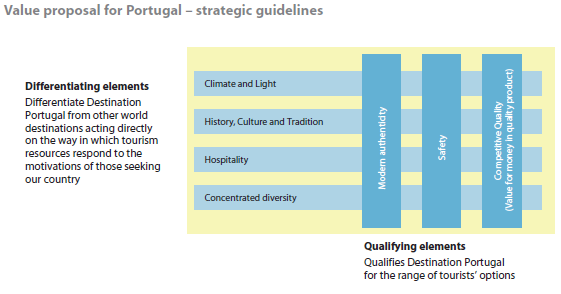 Value proposal for Portugal – strategic guidelines
Differentiating elements
Differentiate Destination
Portugal from other world
destinations acting directly
on the way in which tourism
resources respond to the
motivations of those seeking
our country
Climate and Light
History, Culture and Tradition
Hospitality
Concentrated diversity
Modern authenticity
Safety
Competitive Quality
(Value for money in quality product)
Qualifying elements
Qualifies Destination Portugal
for the range of tourists' options